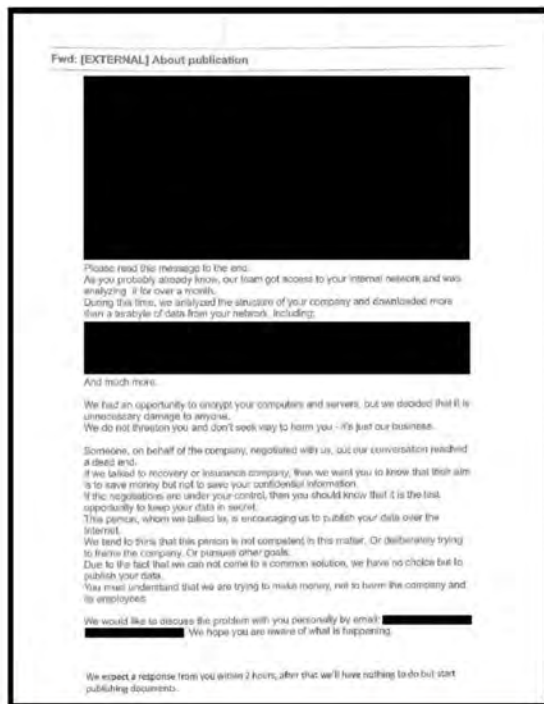 Fwd: [EXTERNAL] About publication
Please read this message to the end.
As you probably already know, our team got access to your internal network and was
analyzing it for over a month.
During this time, we analyzed the structure of your company and downloaded more
than a terabyte of data from your network, including:
And much more.
We had an opportunity to encrypt your computers and servers, but we decided that it is
unnecessary damage to anyone.
We do not threaten you and don't seek way to harm you - it's just our business.
Someone, on behalf of the company, negotiated with us, but our conversation reached
a dead end.
If we talked to recovery or insurance company, then we want you to know that their aim
is to save money but not to save your confidential information.
If the negotiations are under your control, then you should know that it is the last
opportunity to keep your data in secret.
This person, whom we talked to, is encouraging us to publish your data over the
Internet.
We tend to think that this person is not competent in this matter. Or deliberately trying
to frame the company. Or pursues other goals.
Due to the fact that we can not come to a common solution, we have no choice but to
publish your data.
You must understand that we are trying to make money, not to harm the company and
its employees.
We would like to discuss the problem with you personally by email:
We hope you are aware of what is happening.
We expect a response from you within 2 hours, after that we'll have nothing to do but start
publishing documents.